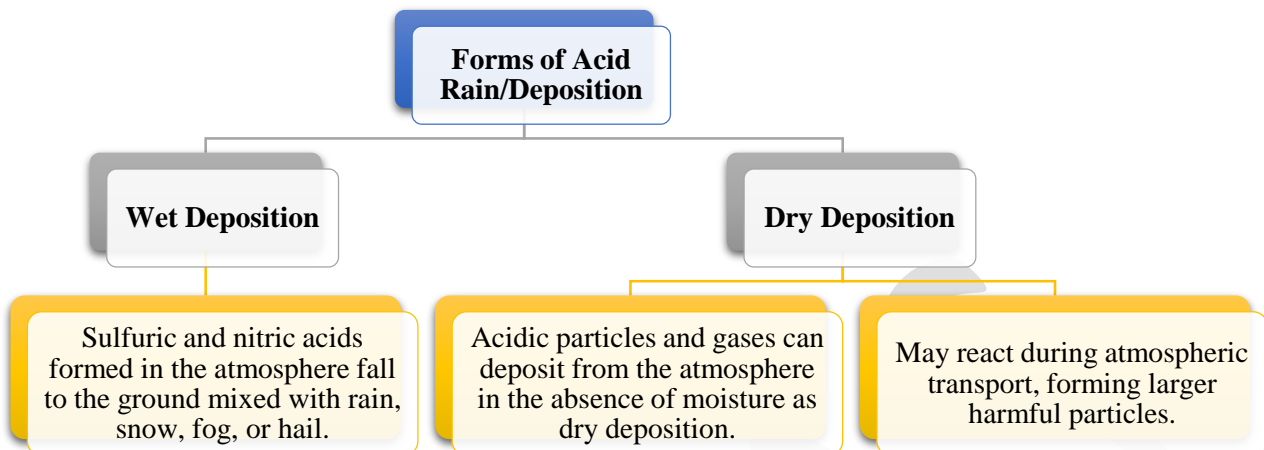 Forms of Acid
Rain/Deposition
Wet Deposition
Dry Deposition
Sulfuric and nitric acids
formed in the atmosphere fall
to the ground mixed with rain,
snow, fog, or hail.
Acidic particles and gases can
deposit from the atmosphere
in the absence of moisture as
dry deposition.
May react during atmospheric
transport, forming larger
harmful particles.